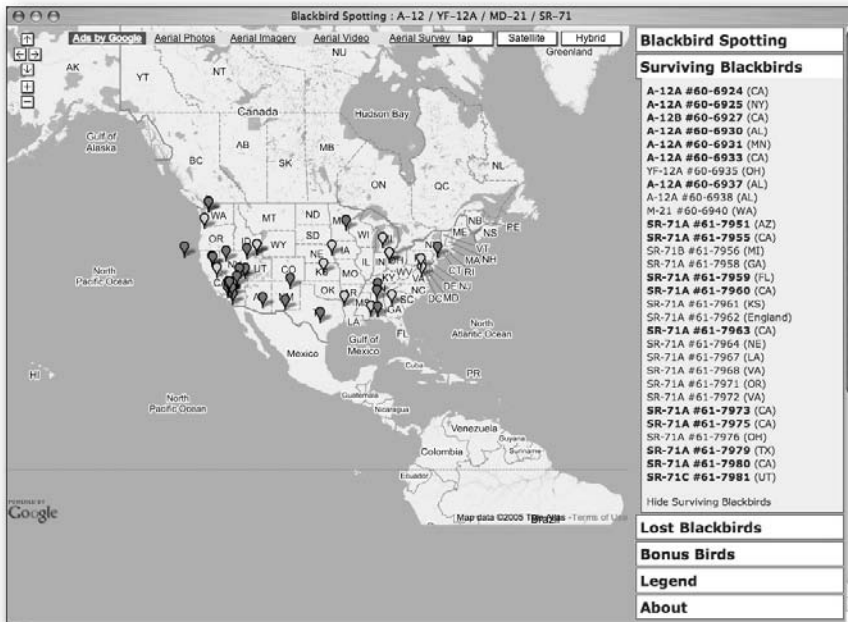 Blackbird Spotting : A-12 / YF-12A / MD-21 / SR-71
Ads by Google Aerial Photos Aerial Imagery Aerial Video Aerial Survey Satellite Hybrid
Greenland
AK
YT
NT
NU
Hudson Bay
Canada
Gulf of
Alaska
BC
AB
SK
MB
ON
QC
NL
PE
NB
NS
WA
MT
ND
OR
ID
WY
SD
WI
ME
VT
NH
MA
CT
RI
NJ
DE
MD
DC
UT
CO
NE
IA
IL
IN
OH
WV
VA
KY
NC
SC
MO
OK
AR
LA
GA
FL
North
Pacific Ocean
North
Atlantic Ocean
Gulf of
Mexico
Mexico
Cuba
PR
HI
North
Pacific Ocean
Guatemala
Nicaragua
Venezuela
Guyana
Suriname
Colombia
Ecuador
Brazil
POWERED BY
Google
Map data ©2005 Tele Atlas - Terms of Use
Blackbird Spotting
Surviving Blackbirds
A-12A #60-6924 (CA)
A-12A #60-6925 (NY)
A-12B #60-6927 (CA)
A-12A #60-6930 (AL)
A-12A #60-6931 (MN)
A-12A #60-6933 (CA)
YF-12A #60-6935 (OH)
A-12A #60-6937 (AL)
A-12A #60-6938 (AL)
M-21 #60-6940 (WA)
SR-71A #61-7951 (AZ)
SR-71A #61-7955 (CA)
SR-71B #61-7956 (MI)
SR-71A #61-7958 (GA)
SR-71A #61-7959 (FL)
SR-71A #61-7960 (CA)
SR-71A #61-7961 (KS)
SR-71A #61-7962 (England)
SR-71A #61-7963 (CA)
SR-71A #61-7964 (NE)
SR-71A #61-7967 (LA)
SR-71A #61-7968 (VA)
SR-71A #61-7971 (OR)
SR-71A #61-7972 (VA)
SR-71A #61-7973 (CA)
SR-71A #61-7975 (CA)
SR-71A #61-7976 (OH)
SR-71A #61-7979 (TX)
SR-71A #61-7980 (CA)
SR-71C #61-7981 (UT)
Hide Surviving Blackbirds
Lost Blackbirds
Bonus Birds
Legend
About